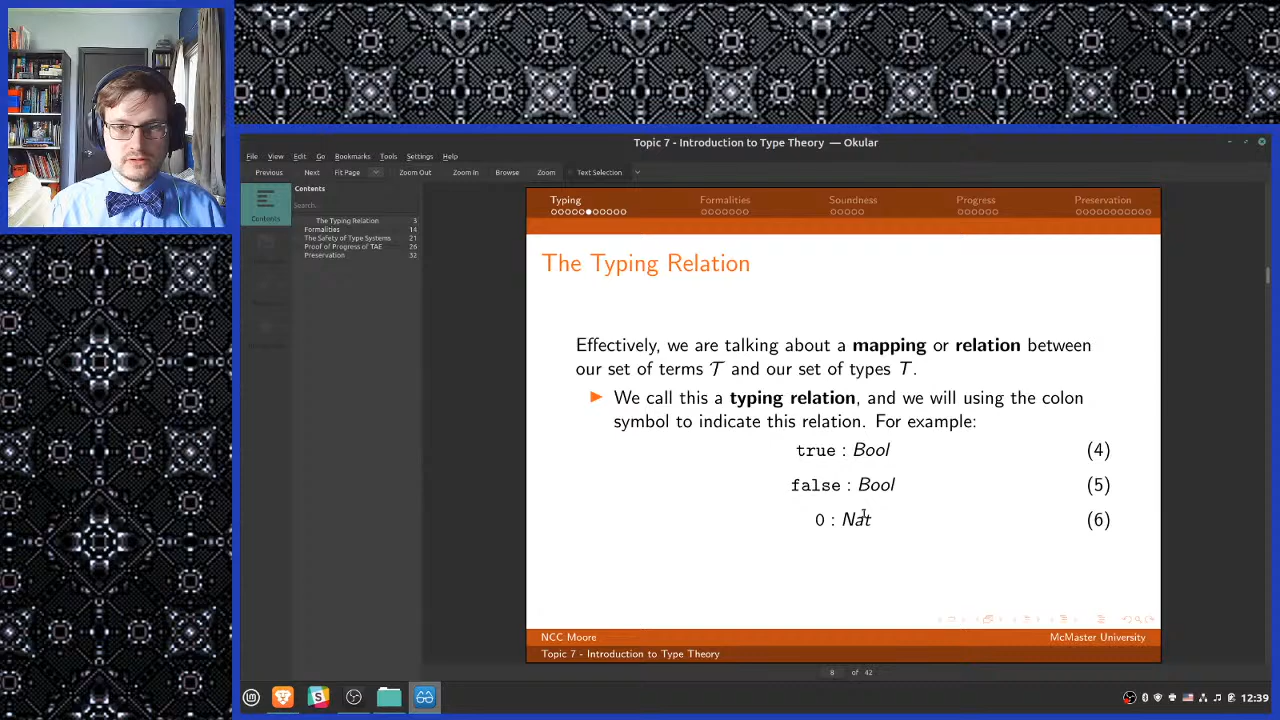 Topic 7 - Introduction to Type Theory — Okular
File View Edit Go Bookmarks Tools Settings Help
Previous Next Fit Page Zoom Out Zoom In Browse Zoom Text Selection
Contents
Contents
Search...
The Typing Relation 3
Formalities 14
The Safety of Type Systems 21
Proof of Progress of TAE 26
Preservation 32
Typing Formalities Soundness Progress Preservation
The Typing Relation
Effectively, we are talking about a mapping or relation between
our set of terms 𝒯 and our set of types T.
We call this a typing relation, and we will using the colon
symbol to indicate this relation. For example:
true : Bool (4)
false : Bool (5)
0 : Nat (6)
NCC Moore McMaster University
Topic 7 - Introduction to Type Theory
8 of 42
12:39